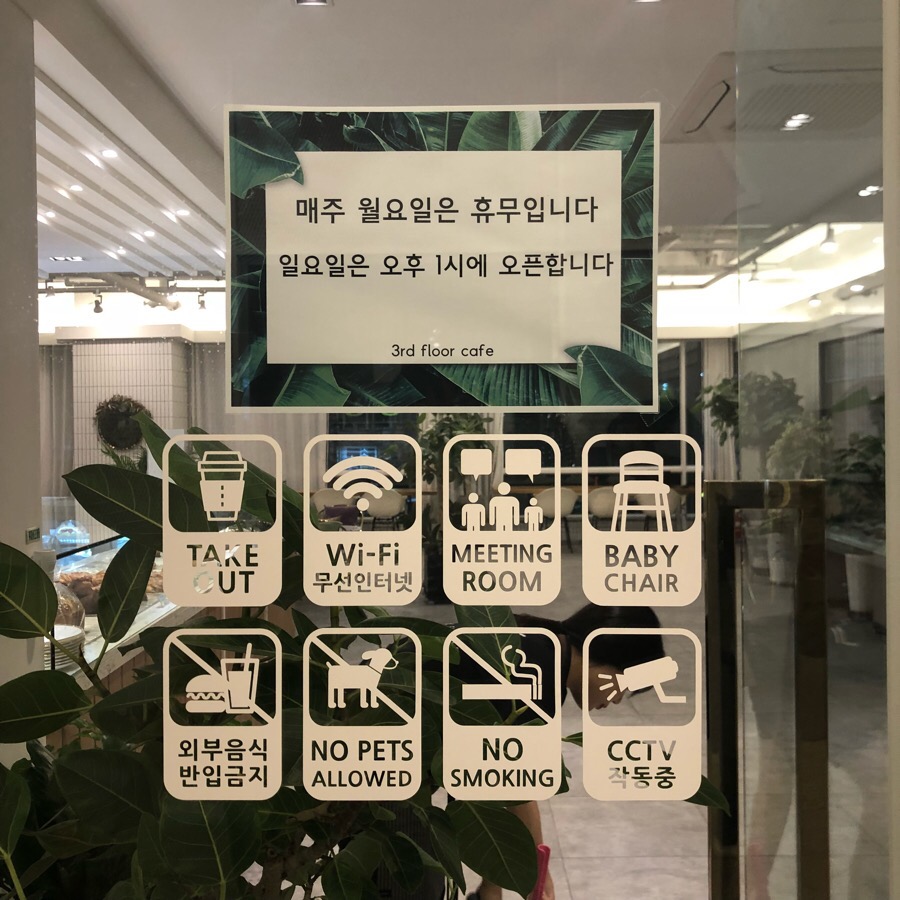 매주 월요일은 휴무입니다
일요일은 오후 1시에 오픈합니다
3rd floor cafe
TAKE
OUT
Wi-Fi
무선인터넷
MEETING
ROOM
BABY
CHAIR
외부음식
반입금지
NO PETS
ALLOWED
NO
SMOKING
CCTV
작동중